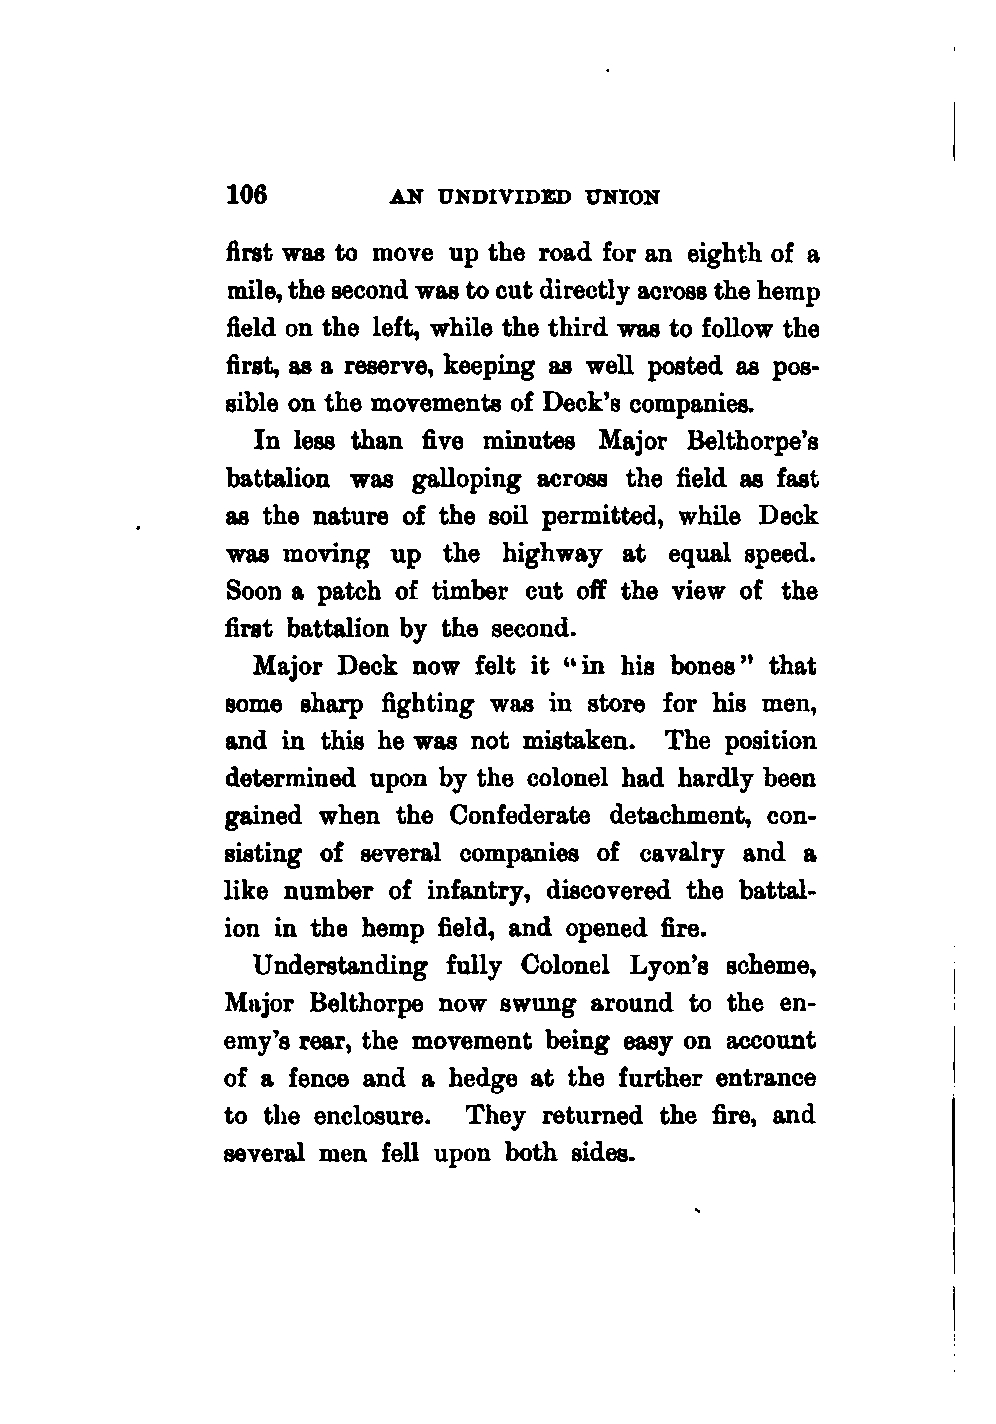 106 AN UNDIVIDED UNION
first was to move up the road for an eighth of a
mile, the second was to cut directly across the hemp
field on the left, while the third was to follow the
first, as a reserve, keeping as well posted as pos-
sible on the movements of Deck's companies.
In less than five minutes Major Belthorpe's
battalion was galloping across the field as fast
as the nature of the soil permitted, while Deck
was moving up the highway at equal speed.
Soon a patch of timber cut off the view of the
first battalion by the second.
Major Deck now felt it “in his bones” that
some sharp fighting was in store for his men,
and in this he was not mistaken. The position
determined upon by the colonel had hardly been
gained when the Confederate detachment, con-
sisting of several companies of cavalry and a
like number of infantry, discovered the battal-
ion in the hemp field, and opened fire.
Understanding fully Colonel Lyon's scheme,
Major Belthorpe now swung around to the en-
emy's rear, the movement being easy on account
of a fence and a hedge at the further entrance
to the enclosure. They returned the fire, and
several men fell upon both sides.